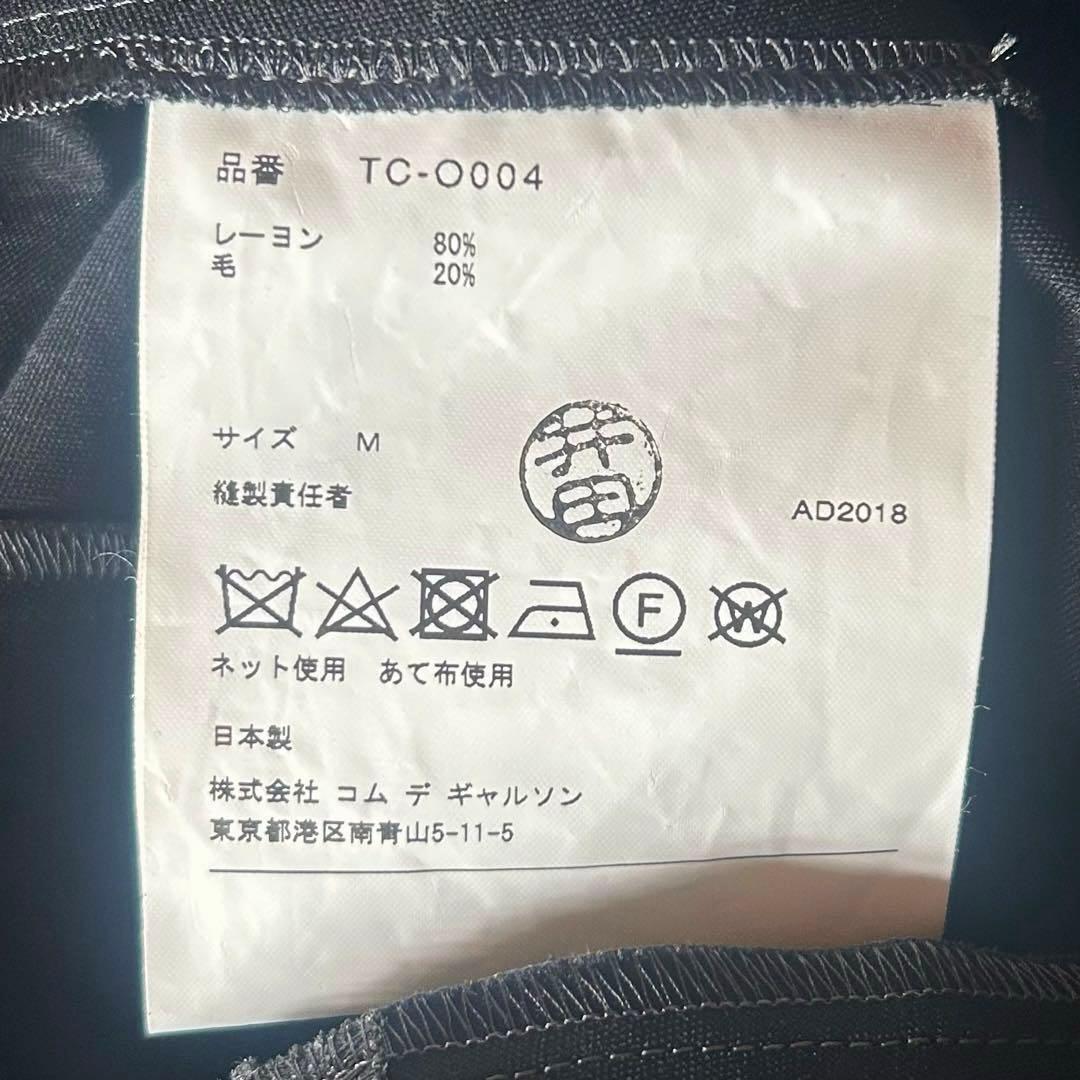 品番 TC-O004
レーヨン 80%
毛 20%
サイズ M
縫製責任者 井田 AD2018
F W
ネット使用 あて布使用
日本製
株式会社 コム デ ギャルソン
東京都港区南青山5-11-5